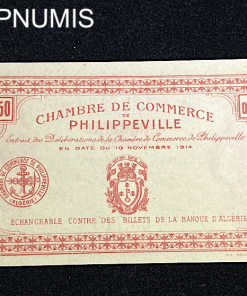 PNUMIS
50
CHAMBRE DE COMMERCE
DE
PHILIPPEVILLE
Extrait des Délibérations de la Chambre de Commerce de Philippeville
EN DATE DU 10 NOVEMBRE 1914
ÉCHANGEABLE CONTRE DES BILLETS DE LA BANQUE D'ALGÉRIE